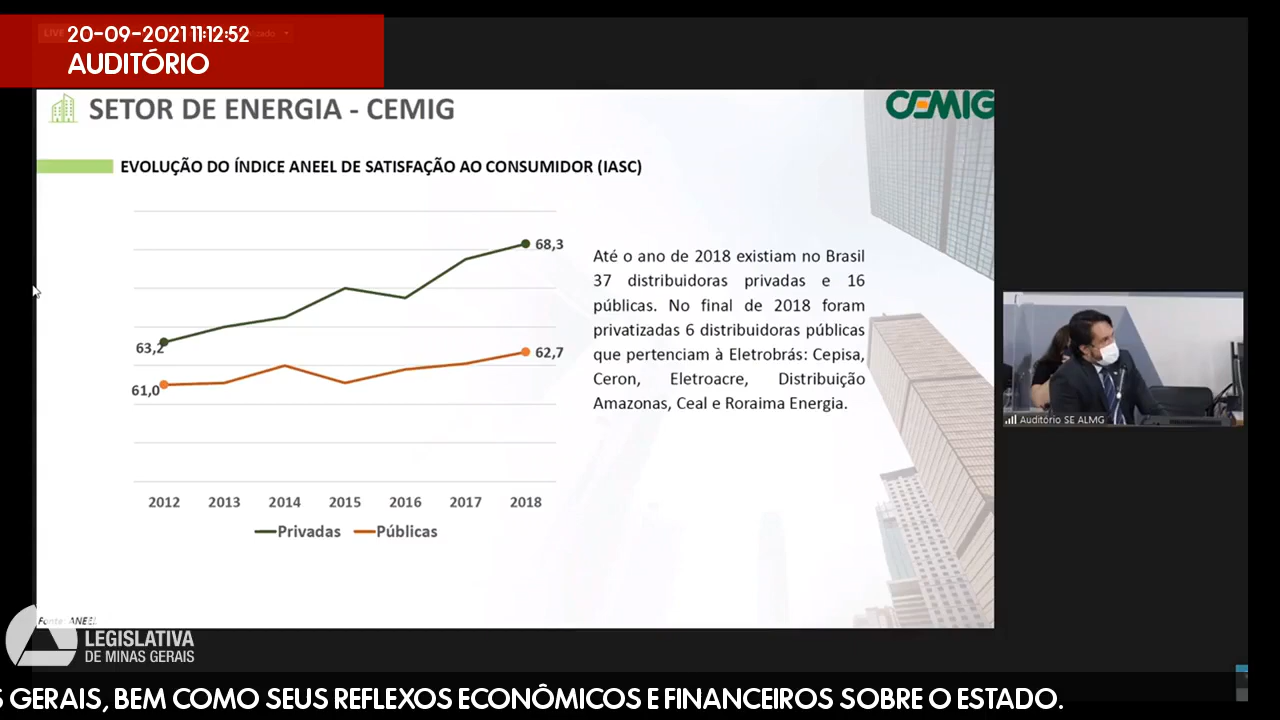 LIVE
20-09-2021 11:12:52
AUDITÓRIO
SETOR DE ENERGIA - CEMIG
CEMIG
EVOLUÇÃO DO ÍNDICE ANEEL DE SATISFAÇÃO AO CONSUMIDOR (IASC)
68,3
63,2
62,7
61,0
2012 2013 2014 2015 2016 2017 2018
Privadas Públicas
Até o ano de 2018 existiam no Brasil
37 distribuidoras privadas e 16
públicas. No final de 2018 foram
privatizadas 6 distribuidoras públicas
que pertenciam à Eletrobrás: Cepisa,
Ceron, Eletroacre, Distribuição
Amazonas, Ceal e Roraima Energia.
Auditório SE ALMG
Fonte: ANEEL
LEGISLATIVA
DE MINAS GERAIS
S GERAIS, BEM COMO SEUS REFLEXOS ECONÔMICOS E FINANCEIROS SOBRE O ESTADO.